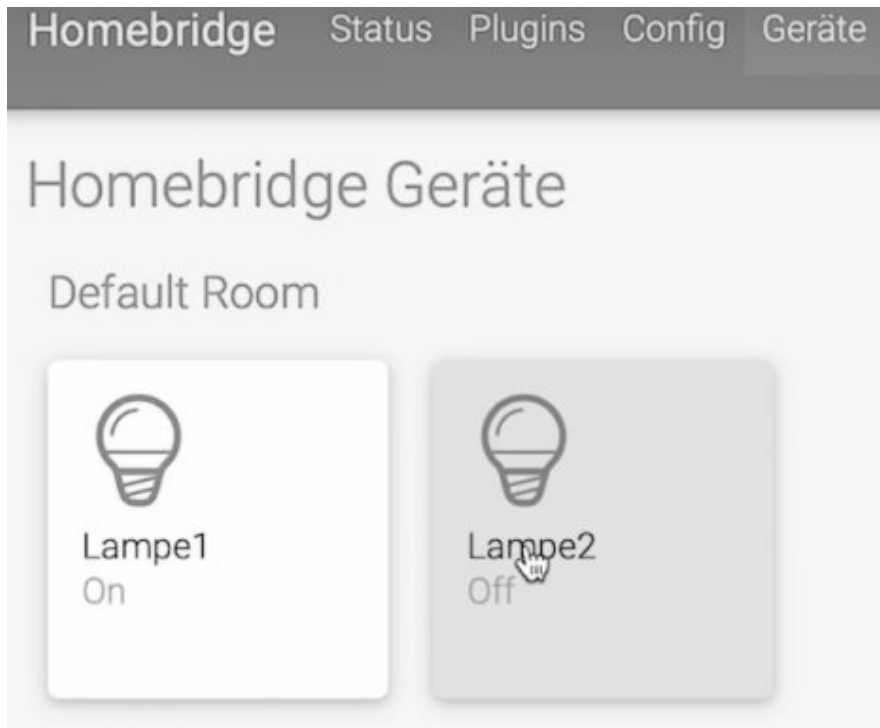 Homebridge Status Plugins Config Geräte
Homebridge Geräte
Default Room
Lampe1
On
Lampe2
Off